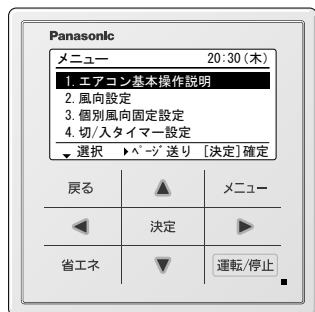 Panasonic
メニュー 20:30(木)
1. エアコン基本操作説明
2. 風向設定
3. 個別風向固定設定
4. 切/入タイマー設定
選択 ▸ページ送り [決定]確定
戻る ▲ メニュー
◀ 決定 ▶
省エネ ▼ 運転/停止